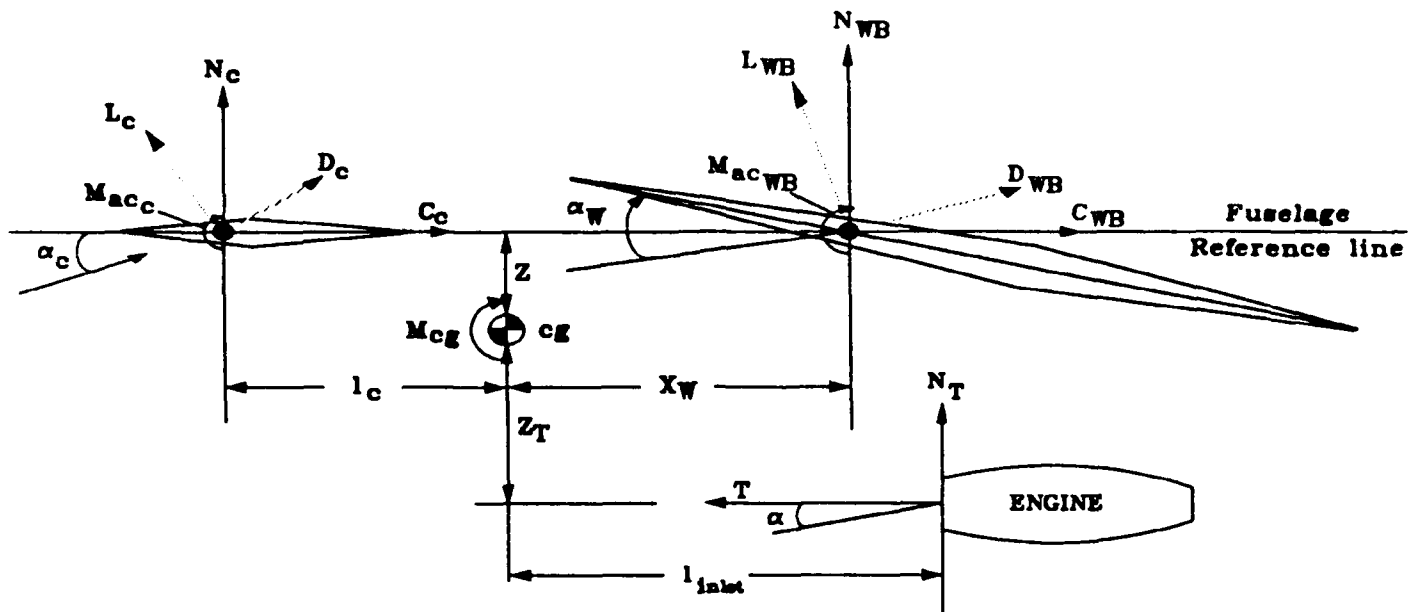 N_WB
L_WB
N_c
L_c
D_c
M_ac_c
M_ac_WB
D_WB
α_W
C_c
C_WB
Fuselage
Reference line
α_c
Z
M_cg
cg
l_c
X_W
Z_T
N_T
T
ENGINE
α
l_inlet